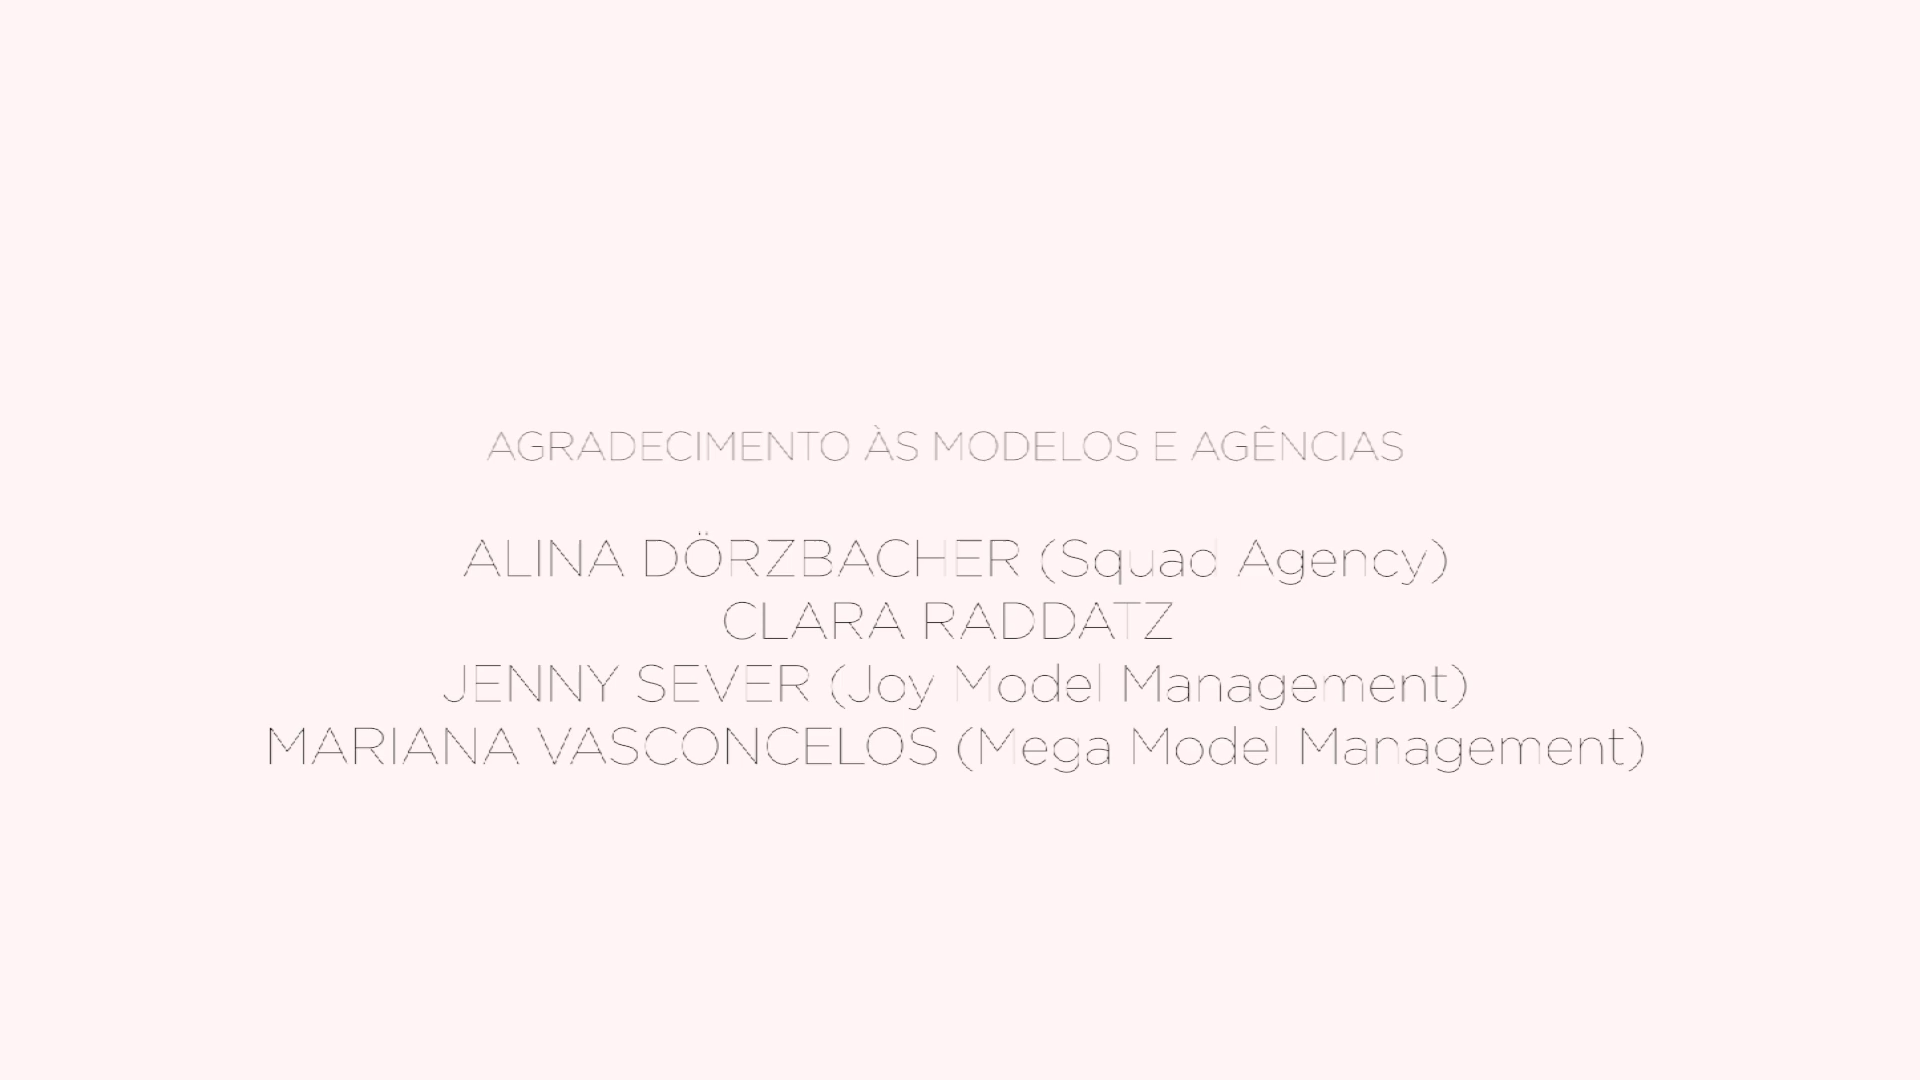 AGRADECIMENTO ÀS MODELOS E AGÊNCIAS
ALINA DÖRZBACHER (Squad Agency)
CLARA RADDATZ
JENNY SEVER (Joy Model Management)
MARIANA VASCONCELOS (Mega Model Management)